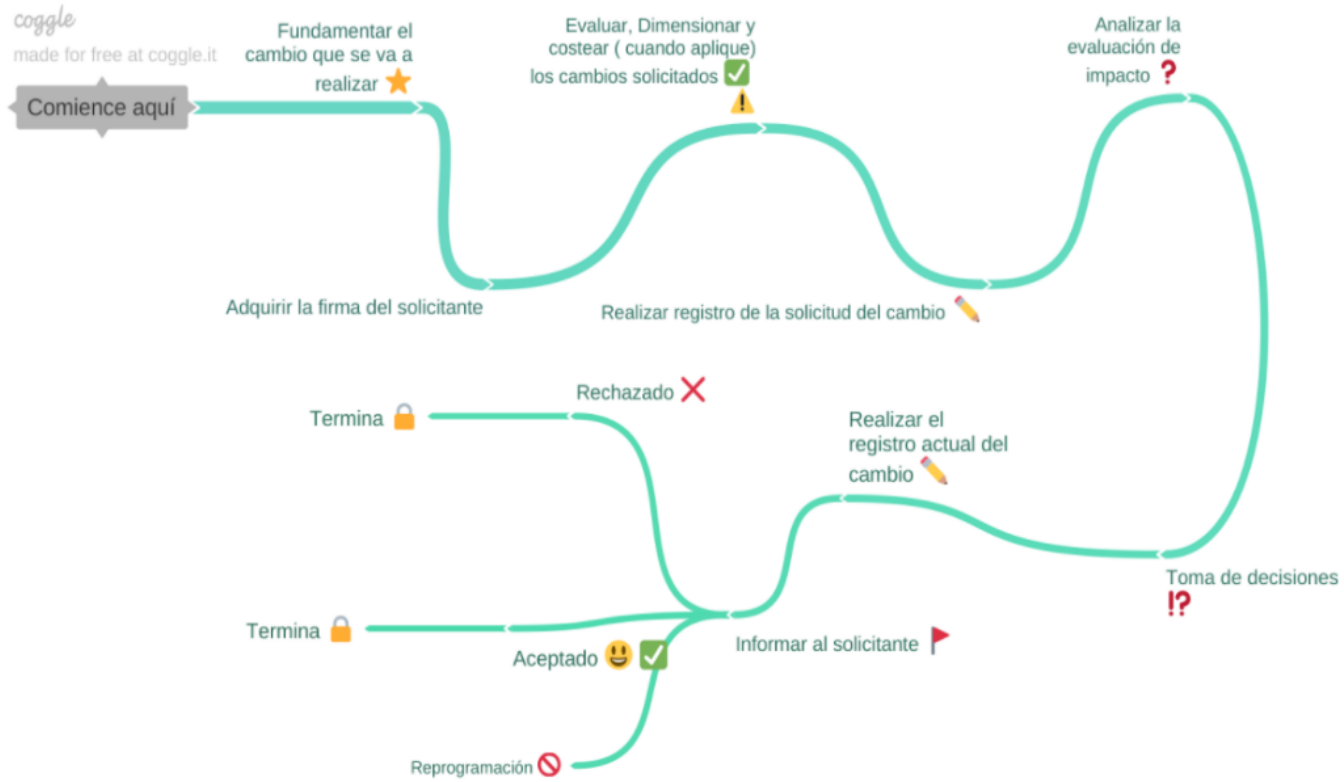 coggle
made for free at coggle.it
Comience aquí
Fundamentar el
cambio que se va a
realizar
Adquirir la firma del solicitante
Evaluar, Dimensionar y
costear ( cuando aplique)
los cambios solicitados
Realizar registro de la solicitud del cambio
Analizar la
evaluación de
impacto
Toma de decisiones
Realizar el
registro actual del
cambio
Informar al solicitante
Rechazado
Termina
Aceptado
Termina
Reprogramación